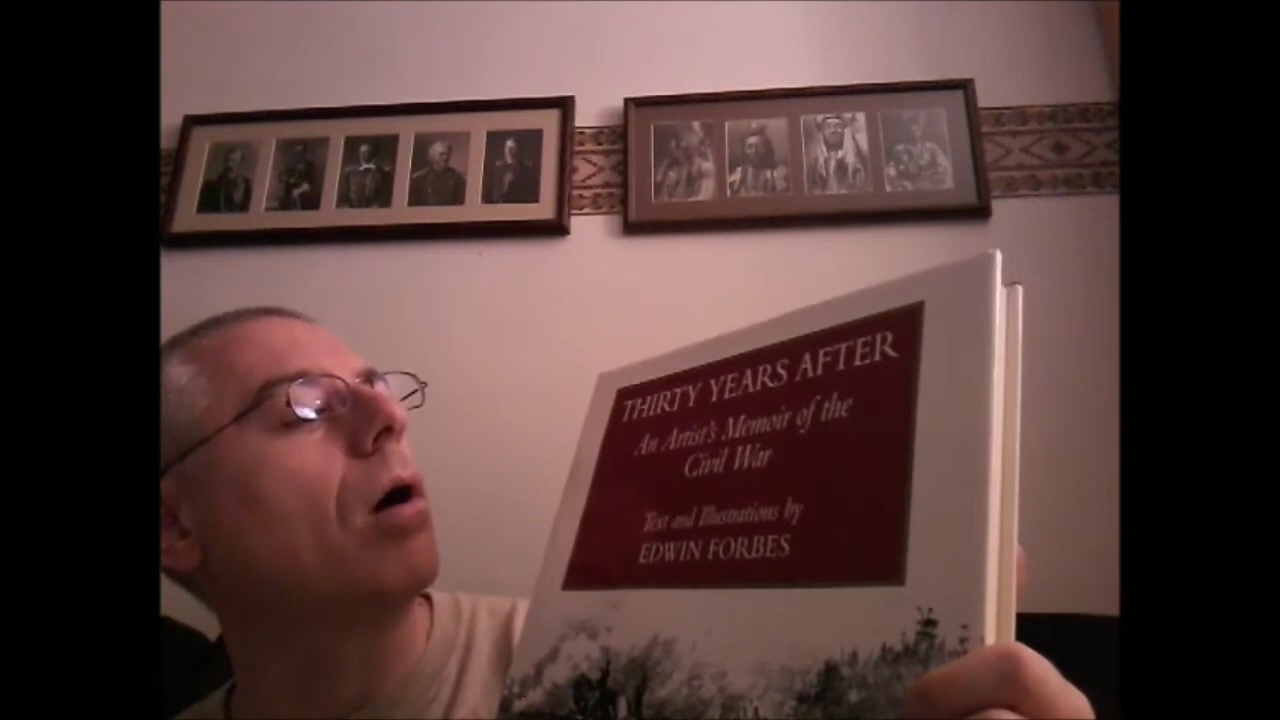 THIRTY YEARS AFTER
An Artist's Memoir of the
Civil War
Text and Illustrations by
EDWIN FORBES